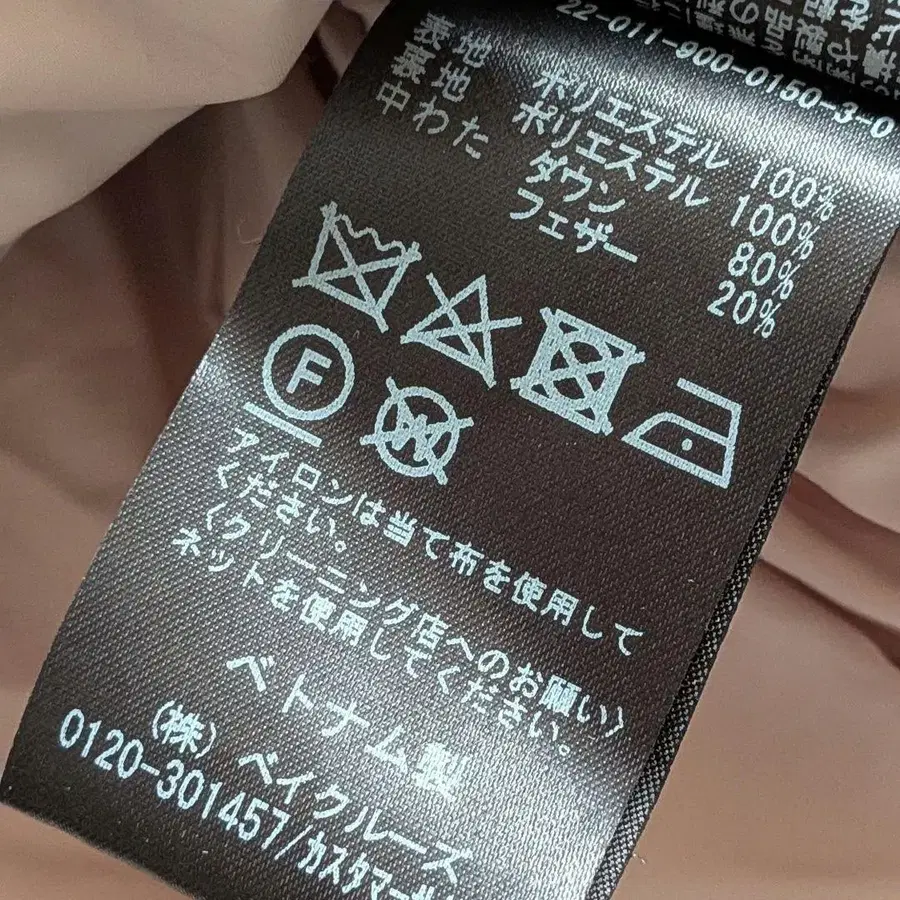 22-011-900-0150-3-0
表地 ポリエステル 100%
裏地 ポリエステル 100%
中わた ダウン 80%
フェザー 20%
F
W
アイロンは当て布を使用して
ください。
〈クリーニング店へのお願い〉
ネットを使用してください。
ベトナム製
(株)ベイクルーズ
0120-301457/カスタマー